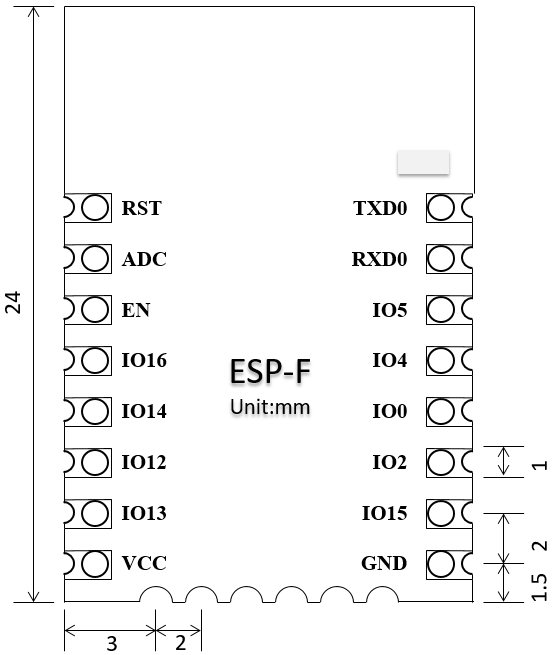 RST TXD0
ADC RXD0
EN IO5
IO16 IO4
ESP-F
Unit:mm
IO14 IO0
IO12 IO2
IO13 IO15
VCC GND
24
1
2
1.5
3
2